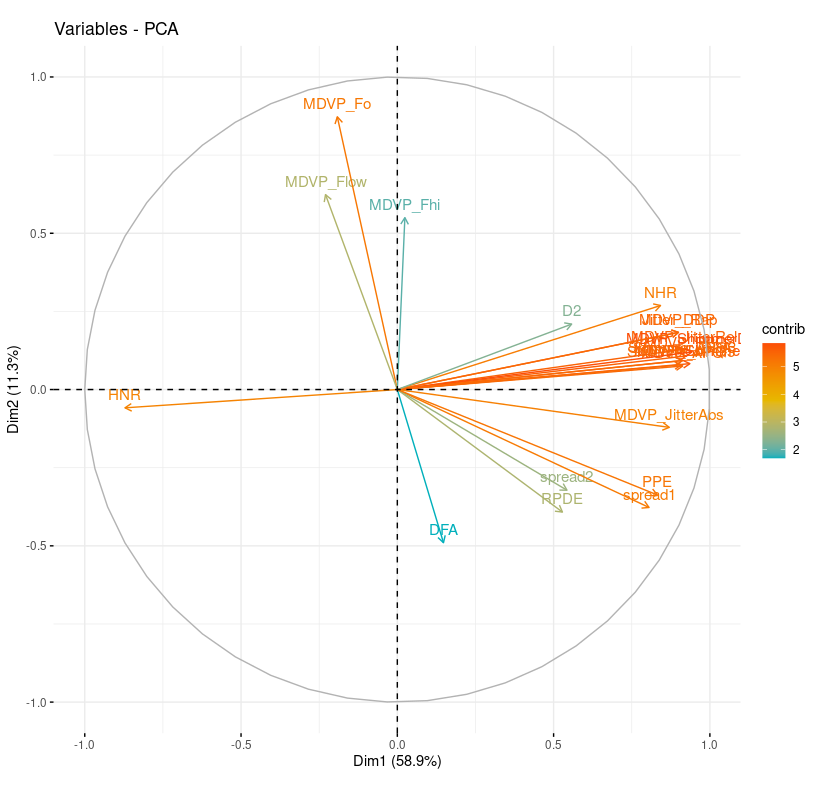 Variables - PCA
1.0
0.5
0.0
-0.5
-1.0
Dim2 (11.3%)
-1.0
-0.5
0.0
0.5
1.0
Dim1 (58.9%)
MDVP_Fo
MDVP_Flow
MDVP_Fhi
D2
NHR
HNR
MDVP_JitterAbs
spread2
PPE
spread1
RPDE
DFA
contrib
5
4
3
2